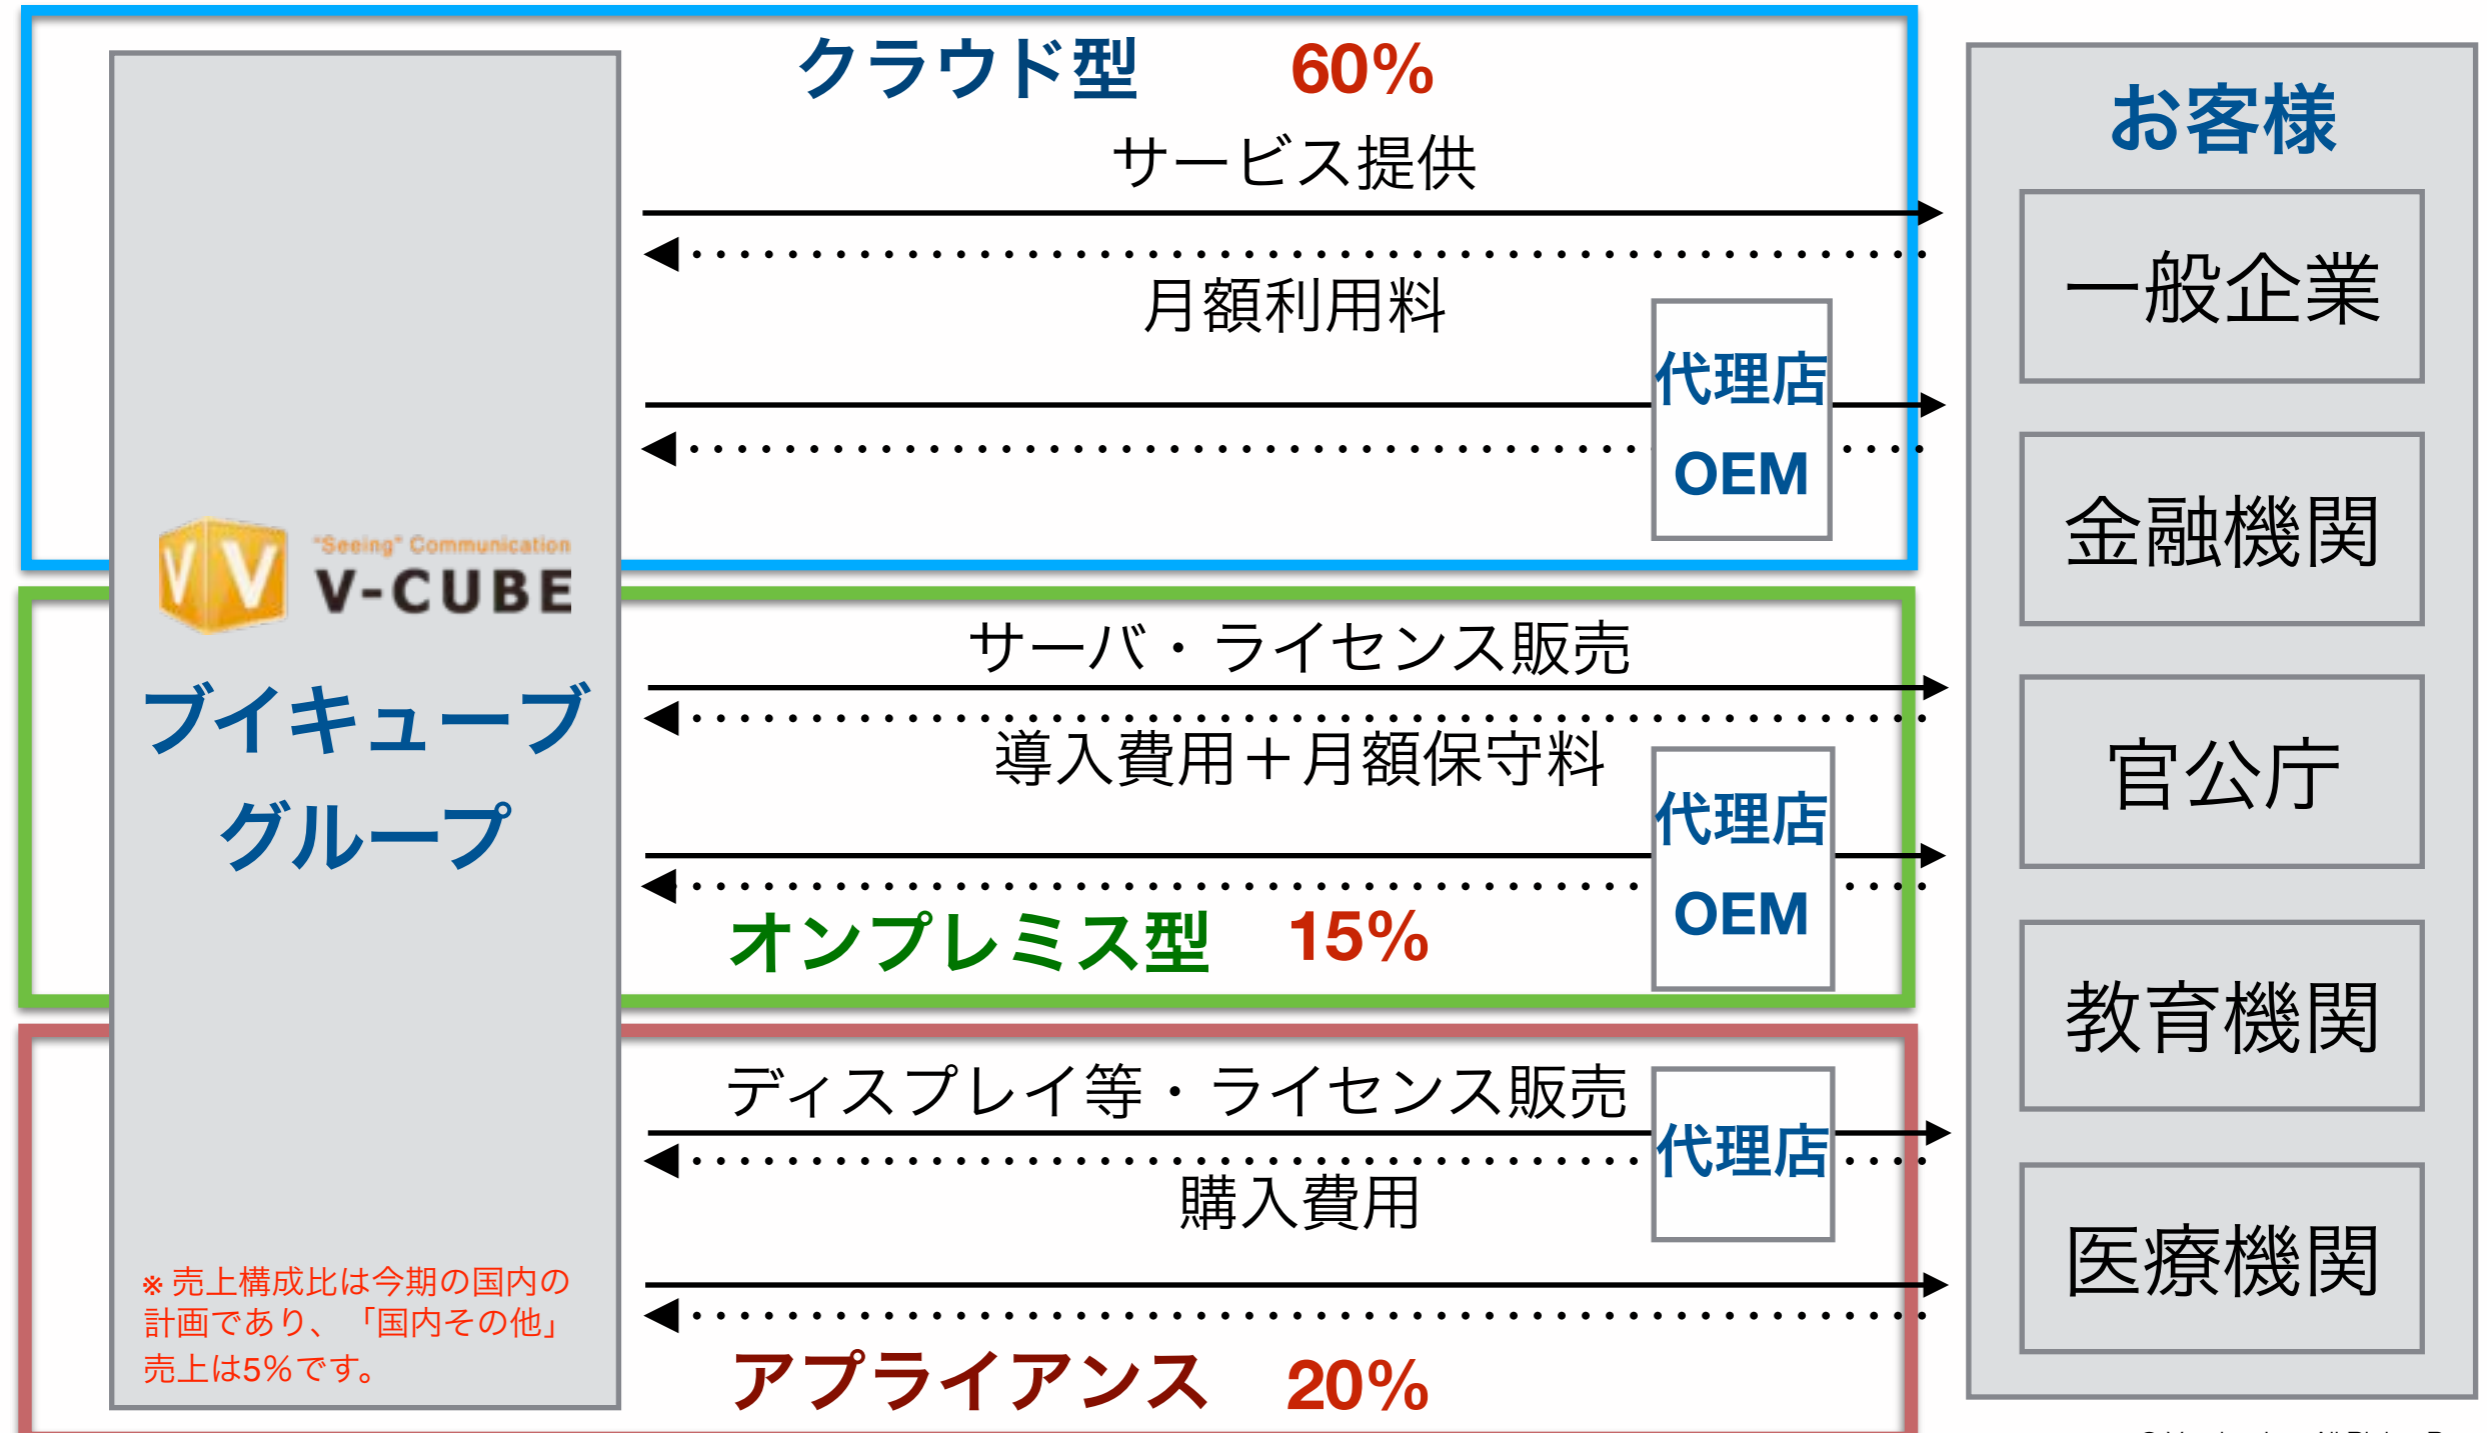 クラウド型 60%
サービス提供
月額利用料
代理店
OEM
"Seeing" Communication
V-CUBE
ブイキューブ
グループ
サーバ・ライセンス販売
導入費用＋月額保守料
代理店
OEM
オンプレミス型 15%
ディスプレイ等・ライセンス販売
代理店
購入費用
アプライアンス 20%
※ 売上構成比は今期の国内の
計画であり、「国内その他」
売上は5%です。
お客様
一般企業
金融機関
官公庁
教育機関
医療機関